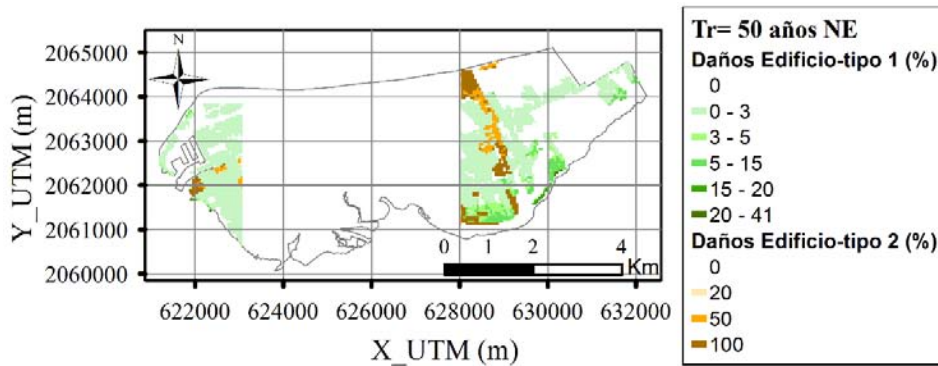 2065000
2064000
2063000
2062000
2061000
2060000
Y_UTM (m)
N
0 1 2 4
Km
622000 624000 626000 628000 630000 632000
X_UTM (m)
Tr= 50 años NE
Daños Edificio-tipo 1 (%)
0
0 - 3
3 - 5
5 - 15
15 - 20
20 - 41
Daños Edificio-tipo 2 (%)
0
20
50
100